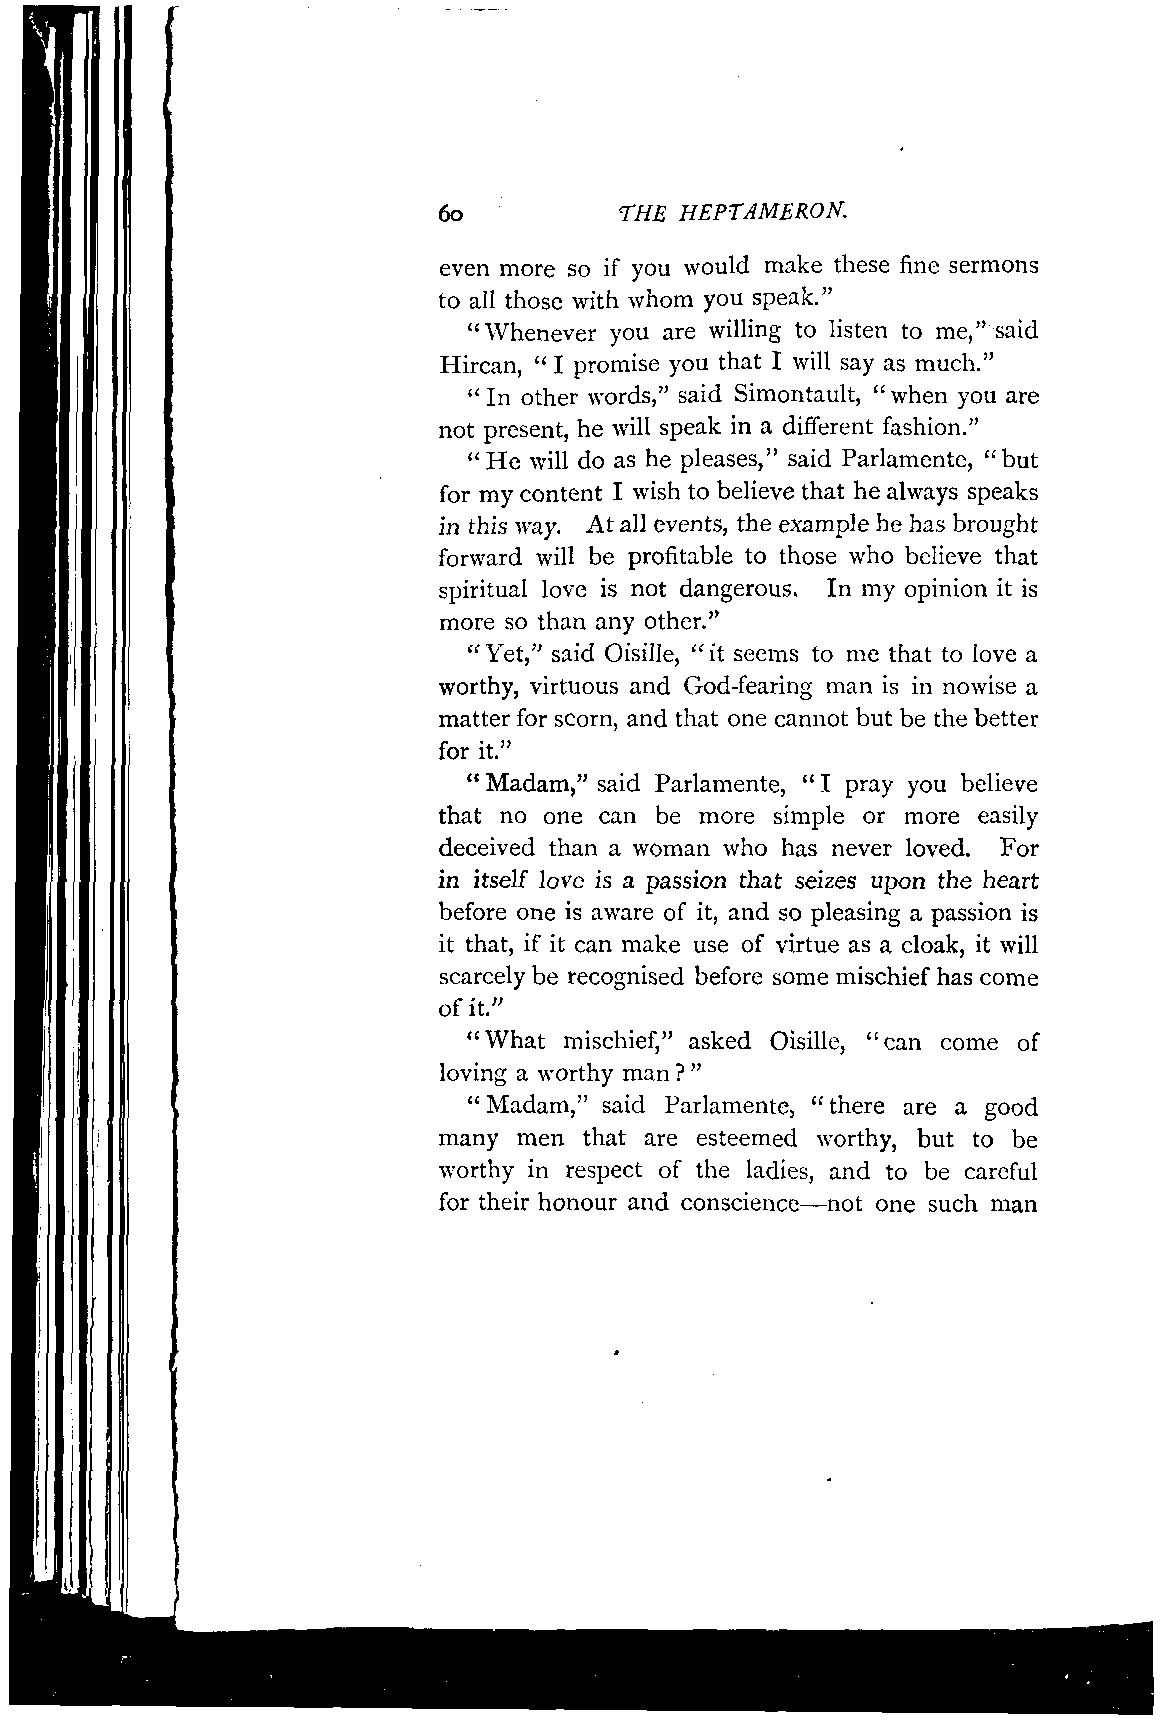 60 THE HEPTAMERON.
even more so if you would make these fine sermons
to all those with whom you speak.”
“Whenever you are willing to listen to me,” said
Hircan, “I promise you that I will say as much.”
“In other words,” said Simontault, “when you are
not present, he will speak in a different fashion.”
“He will do as he pleases,” said Parlamente, “but
for my content I wish to believe that he always speaks
in this way. At all events, the example he has brought
forward will be profitable to those who believe that
spiritual love is not dangerous. In my opinion it is
more so than any other.”
“Yet,” said Oisille, “it seems to me that to love a
worthy, virtuous and God-fearing man is in nowise a
matter for scorn, and that one cannot but be the better
for it.”
“Madam,” said Parlamente, “I pray you believe
that no one can be more simple or more easily
deceived than a woman who has never loved. For
in itself love is a passion that seizes upon the heart
before one is aware of it, and so pleasing a passion is
it that, if it can make use of virtue as a cloak, it will
scarcely be recognised before some mischief has come
of it.”
“What mischief,” asked Oisille, “can come of
loving a worthy man?”
“Madam,” said Parlamente, “there are a good
many men that are esteemed worthy, but to be
worthy in respect of the ladies, and to be careful
for their honour and conscience—not one such man